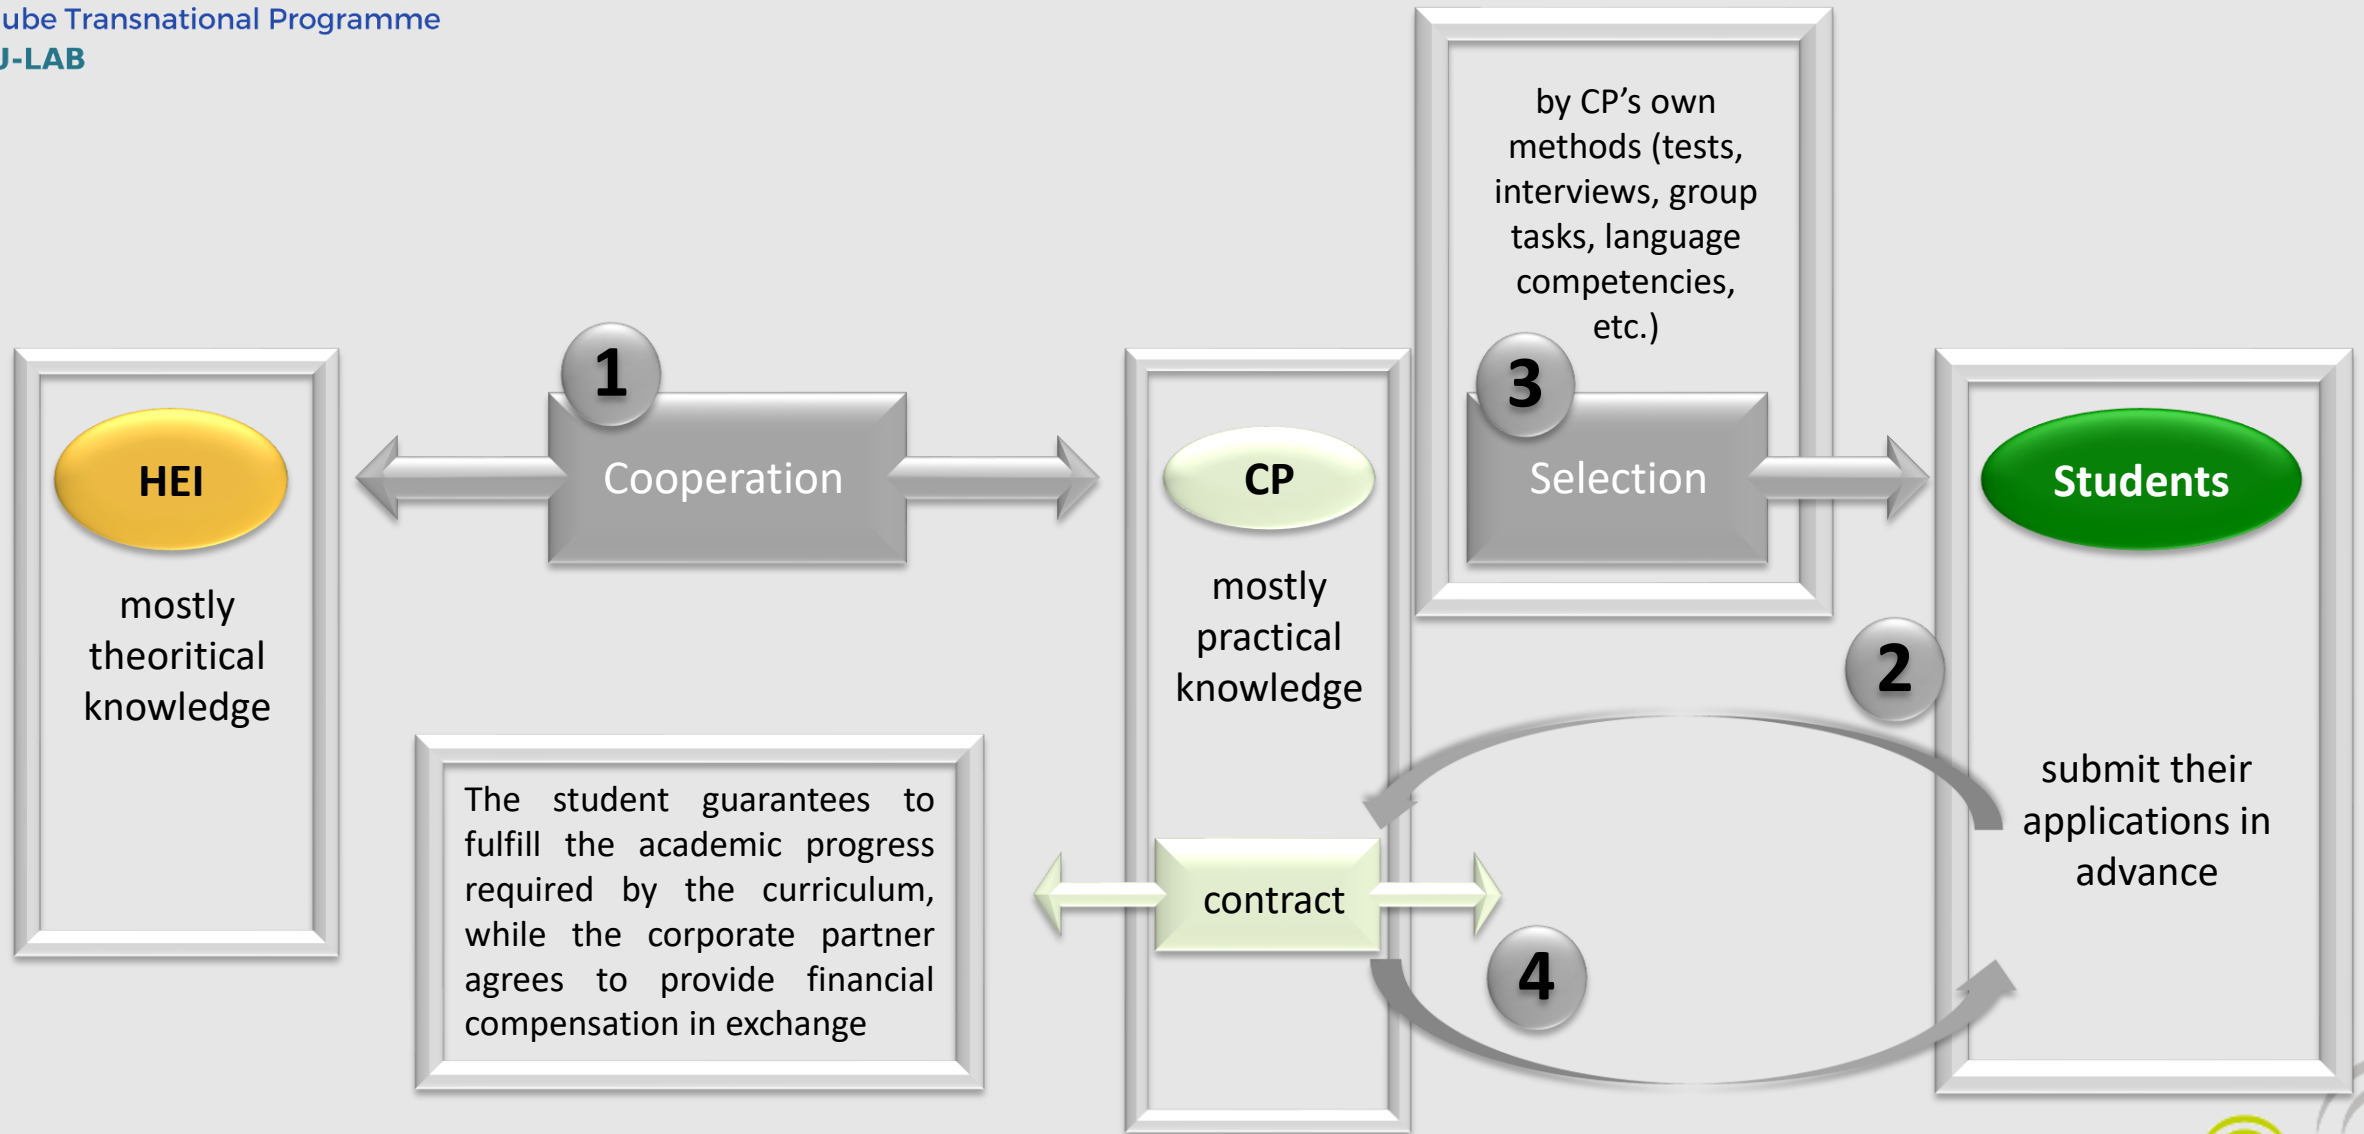 ube Transnational Programme
J-LAB
HEI
mostly
theoritical
knowledge
1
Cooperation
The student guarantees to
fulfill the academic progress
required by the curriculum,
while the corporate partner
agrees to provide financial
compensation in exchange
CP
mostly
practical
knowledge
contract
by CP's own
methods (tests,
interviews, group
tasks, language
competencies,
etc.)
3
Selection
2
4
Students
submit their
applications in
advance